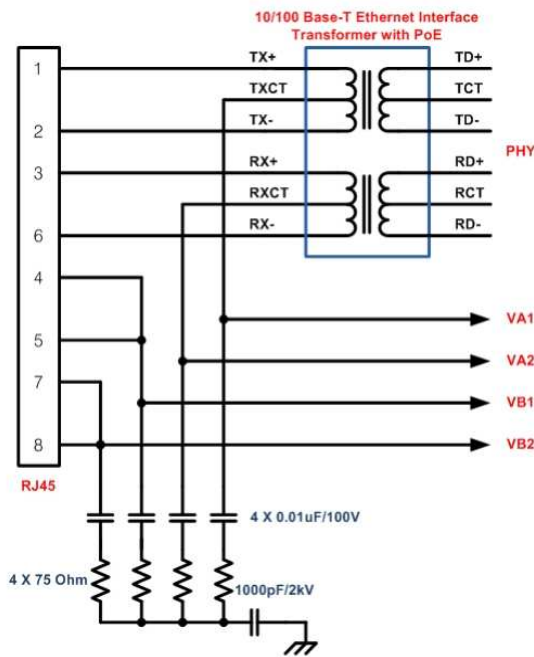 10/100 Base-T Ethernet Interface
Transformer with PoE
1
TX+
TD+
TXCT
TCT
2
TX-
TD-
PHY
3
RX+
RD+
RXCT
RCT
6
RX-
RD-
4
5
VA1
7
VA2
VB1
8
VB2
RJ45
4 X 0.01uF/100V
4 X 75 Ohm
1000pF/2kV